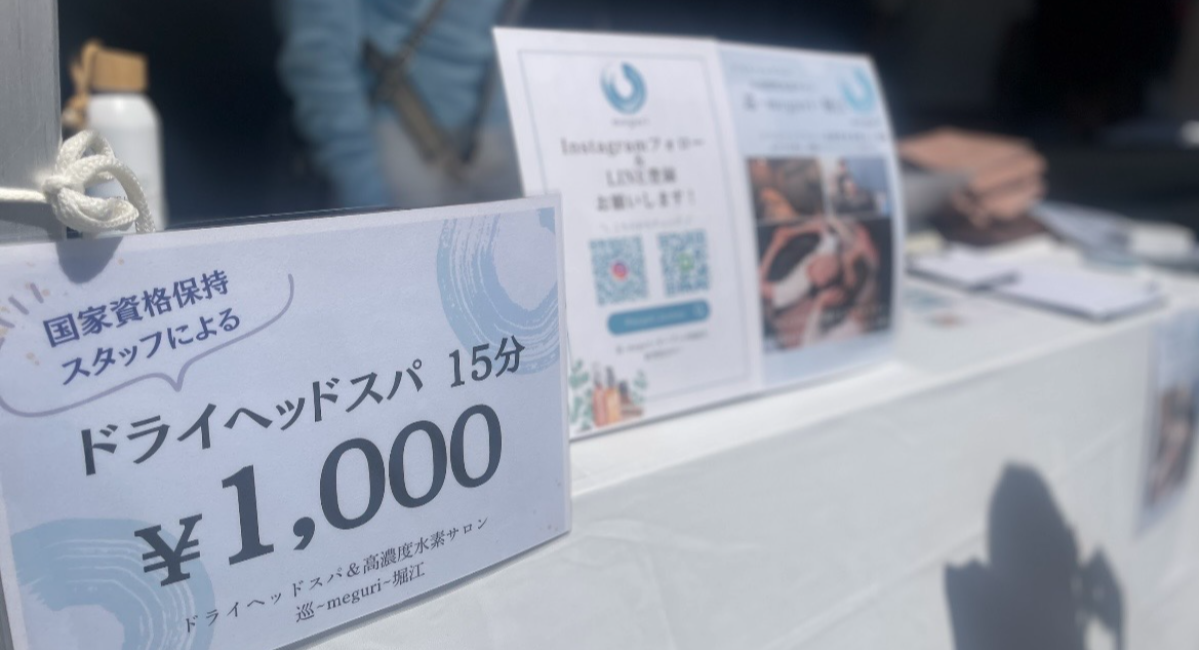 国家資格保持
スタッフによる
ドライヘッドスパ 15分
¥1,000
ドライヘッドスパ&高濃度水素サロン
巡~meguri~堀江
meguri
Instagramフォロー
&
LINE登録
お願いします！